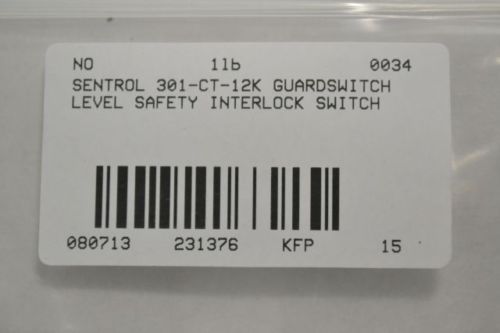 NO 1lb 0034
SENTROL 301-CT-12K GUARDSWITCH
LEVEL SAFETY INTERLOCK SWITCH
080713 231376 KFP 15